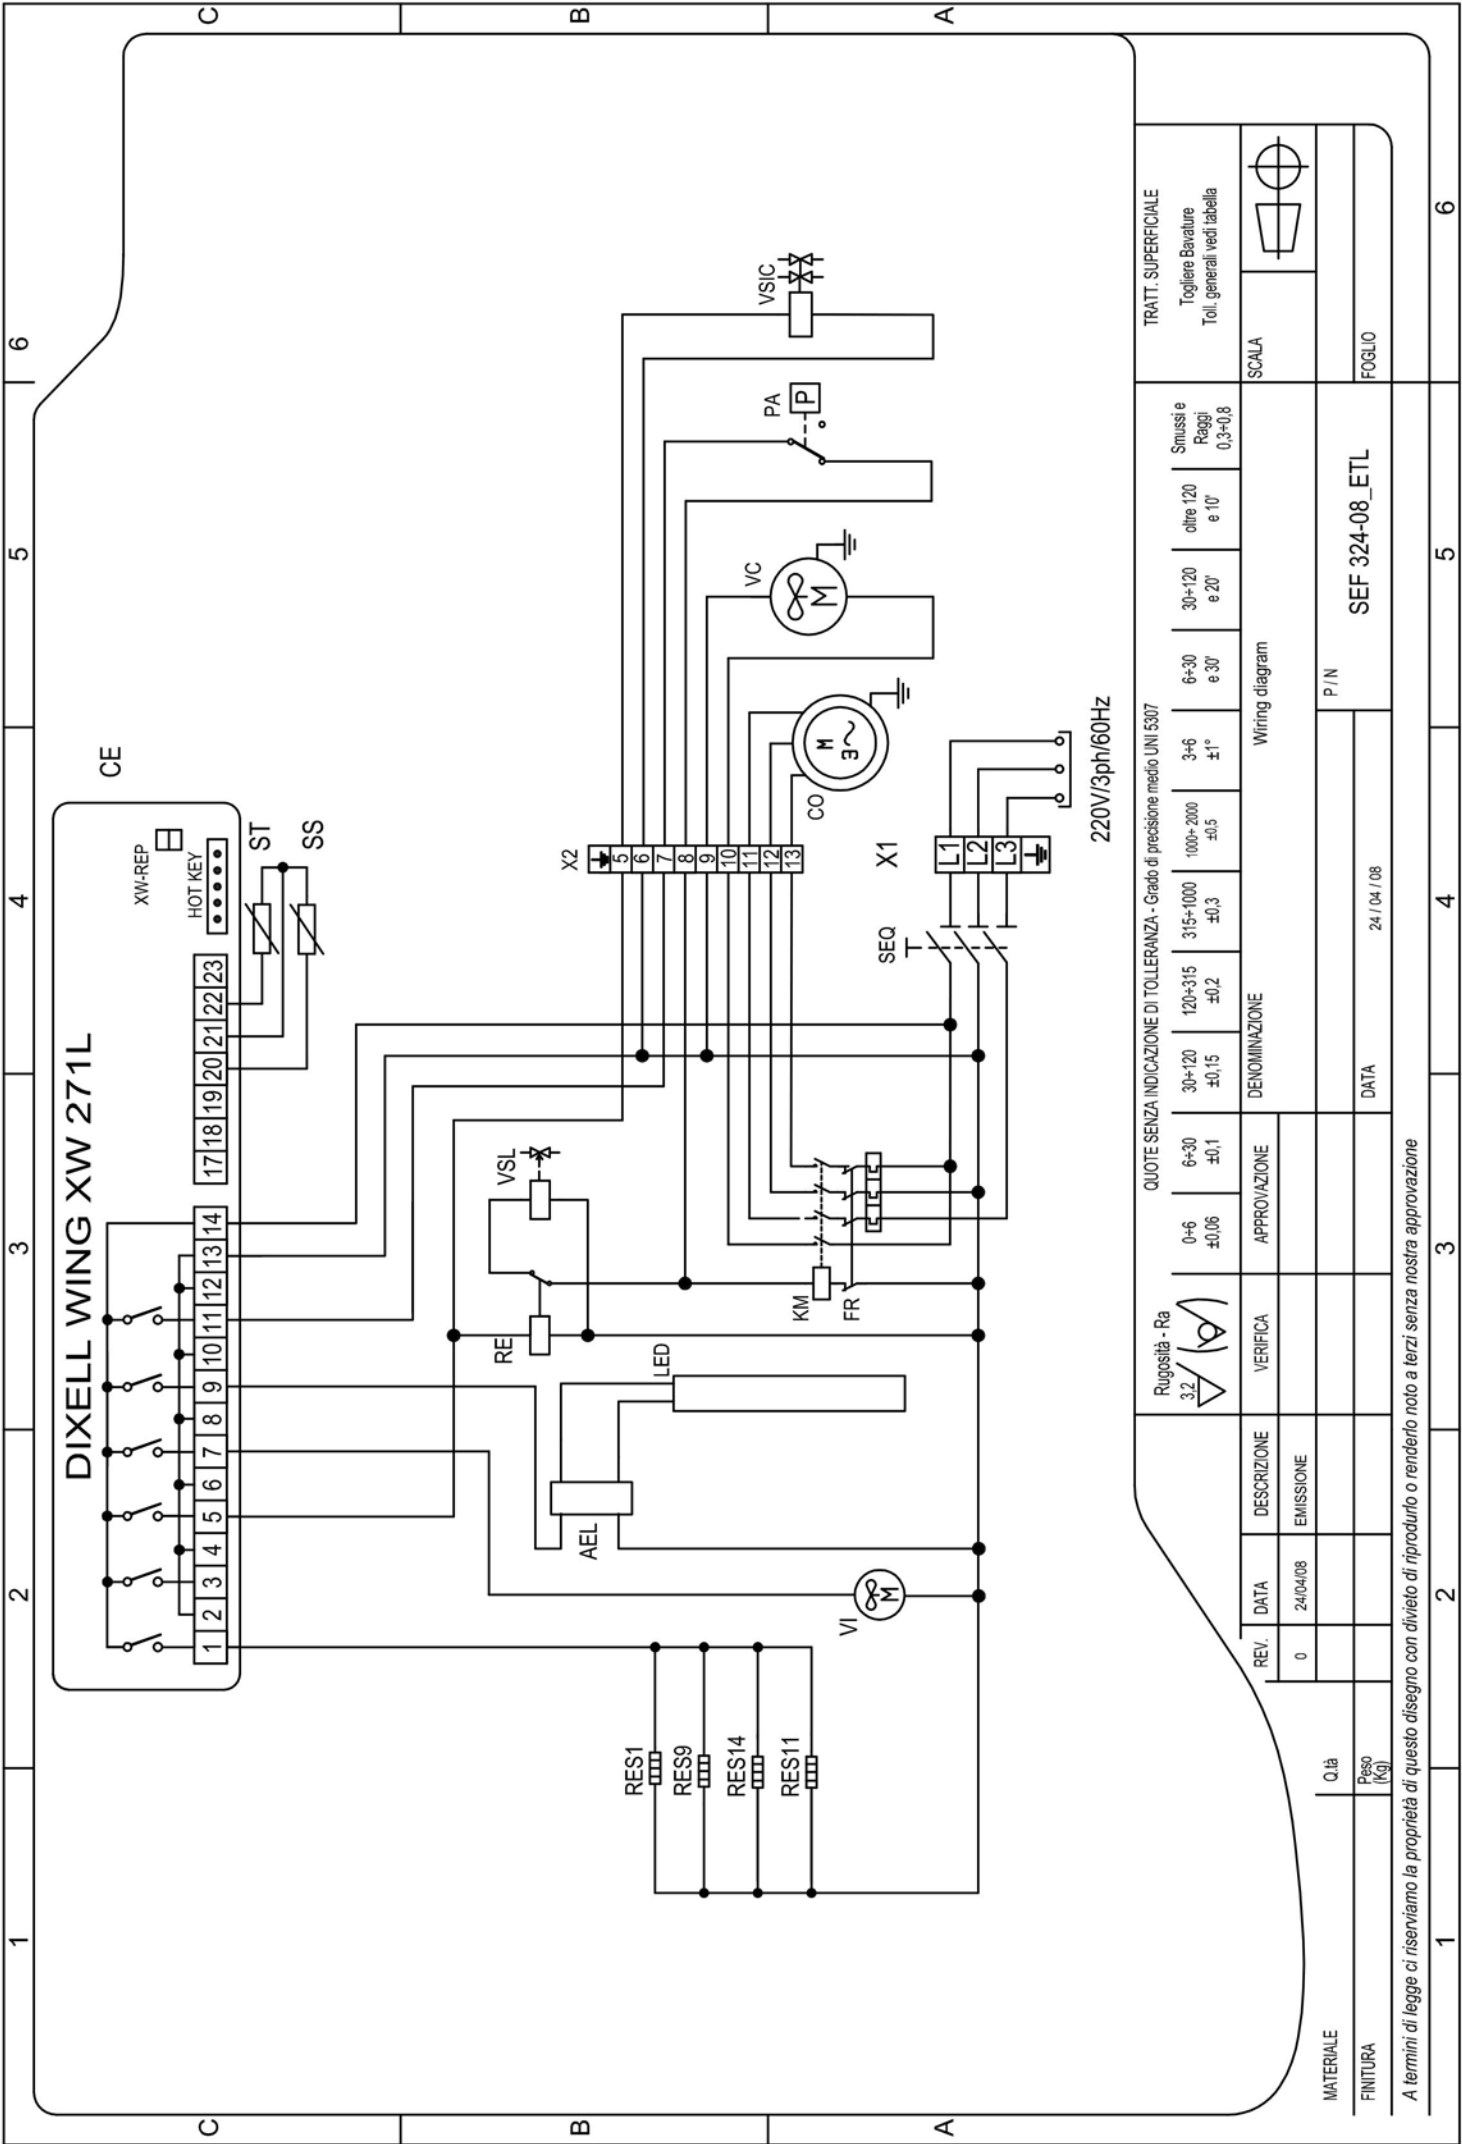 1
2
3
4
5
6
C
C
B
B
A
A
DIXELL WING XW 271L
CE
XW-REP
HOT KEY
1 2 3 4 5 6 7 8 9 10 11 12 13 14
17 18 19 20 21 22 23
ST
SS
X2
5
6
7
8
9
10
11
12
13
VSL
RE
LED
AEL
VI
M
RES1
RES9
RES14
RES11
KM
FR
SEQ
X1
L1
L2
L3
220V/3ph/60Hz
CO
M
3~
VC
M
PA
P
VSIC
QUOTE SENZA INDICAZIONE DI TOLLERANZA - Grado di precisione medio UNI 5307
0÷6
±0,06
6÷30
±0,1
30÷120
±0,15
120÷315
±0,2
315÷1000
±0,3
1000÷2000
±0,5
3÷6
±1°
6÷30
e 30'
30÷120
e 20'
oltre 120
e 10'
Smussi e
Raggi
0,3÷0,8
TRATT. SUPERFICIALE
Togliere Bavature
Toll. generali vedi tabella
Rugosità - Ra
3,2
REV.
DATA
DESCRIZIONE
VERIFICA
APPROVAZIONE
DENOMINAZIONE
Wiring diagram
SCALA
0
24/04/08
EMISSIONE
MATERIALE
Q.tà
P / N
SEF 324-08_ETL
FINITURA
Peso
(Kg)
DATA
24 / 04 / 08
FOGLIO
A termini di legge ci riserviamo la proprietà di questo disegno con divieto di riprodurlo o renderlo noto a terzi senza nostra approvazione
1
2
3
4
5
6